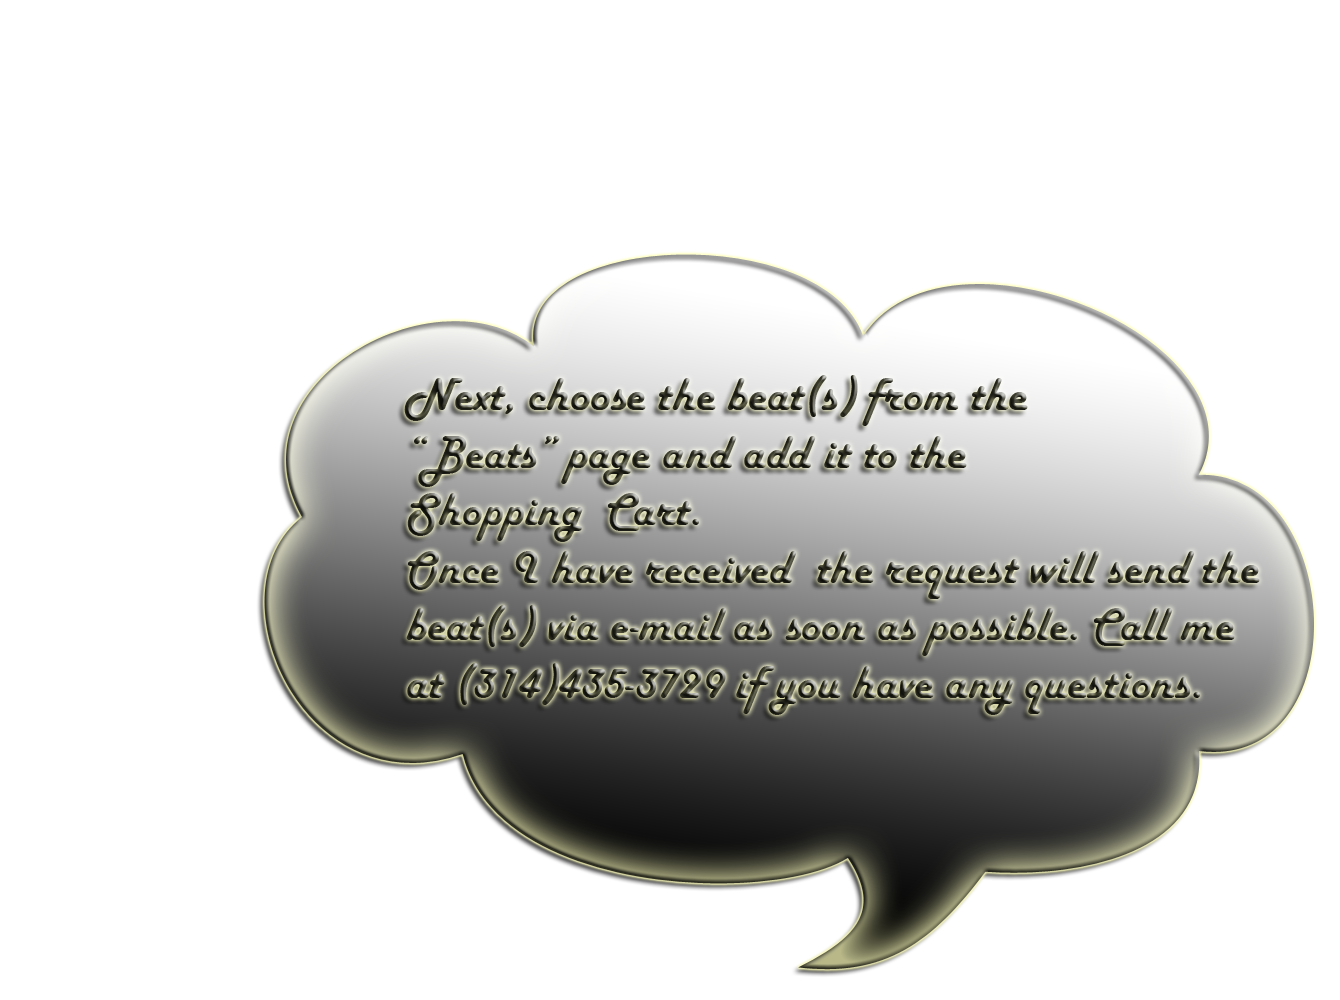 Next, choose the beat(s) from the
“Beats” page and add it to the
Shopping Cart.
Once I have received the request will send the
beat(s) via e-mail as soon as possible. Call me
at (314)435-3729 if you have any questions.